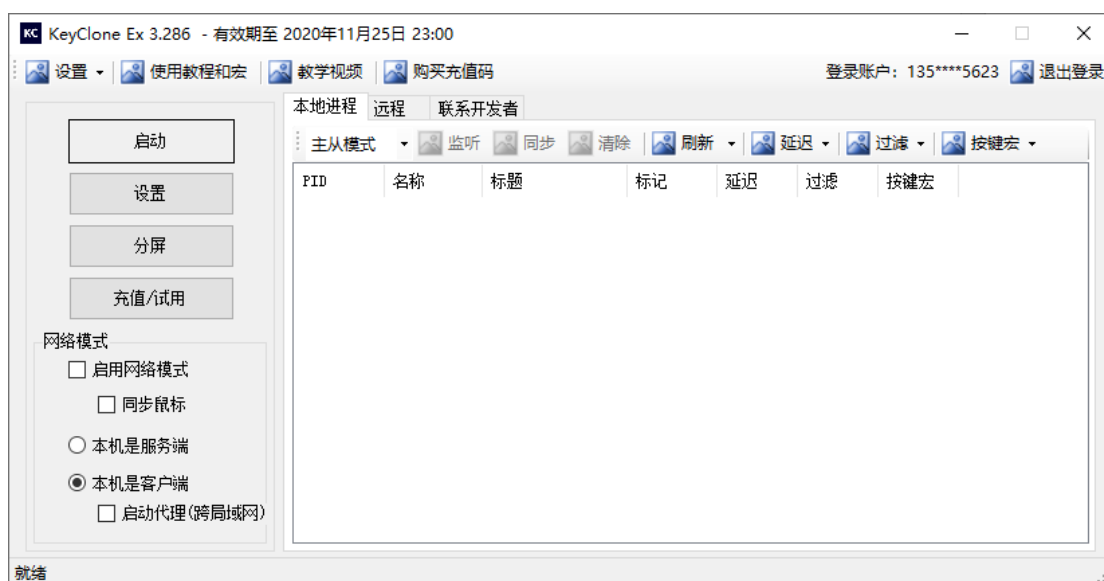 KC KeyClone Ex 3.286 - 有效期至 2020年11月25日 23:00
设置 使用教程和宏 教学视频 购买充值码 登录账户: 135****5623 退出登录
本地进程 远程 联系开发者
主从模式 监听 同步 清除 刷新 延迟 过滤 按键宏
PID 名称 标题 标记 延迟 过滤 按键宏
启动
设置
分屏
充值/试用
网络模式
启用网络模式
同步鼠标
本机是服务端
本机是客户端
启动代理(跨局域网)
就绪